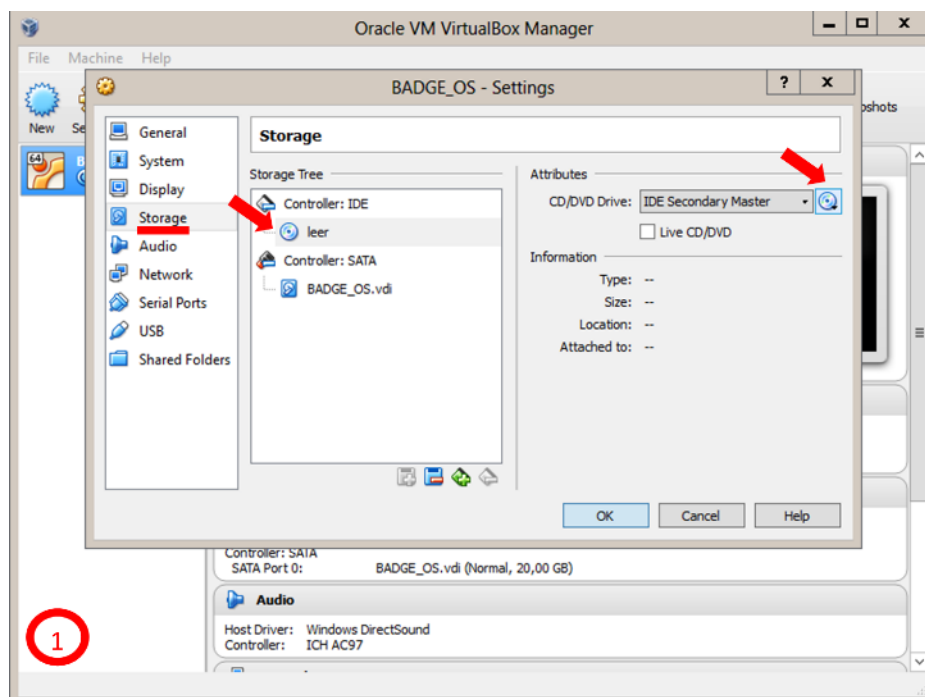 Oracle VM VirtualBox Manager
File Machine Help
BADGE_OS - Settings
? x
New
pshots
64
General
System
Display
Storage
Audio
Network
Serial Ports
USB
Shared Folders
Storage
Storage Tree
Controller: IDE
leer
Controller: SATA
BADGE_OS.vdi
Attributes
CD/DVD Drive: IDE Secondary Master
Live CD/DVD
Information
Type: --
Size: --
Location: --
Attached to: --
OK Cancel Help
Controller: SATA
SATA Port 0: BADGE_OS.vdi (Normal, 20,00 GB)
Audio
Host Driver: Windows DirectSound
Controller: ICH AC97
1